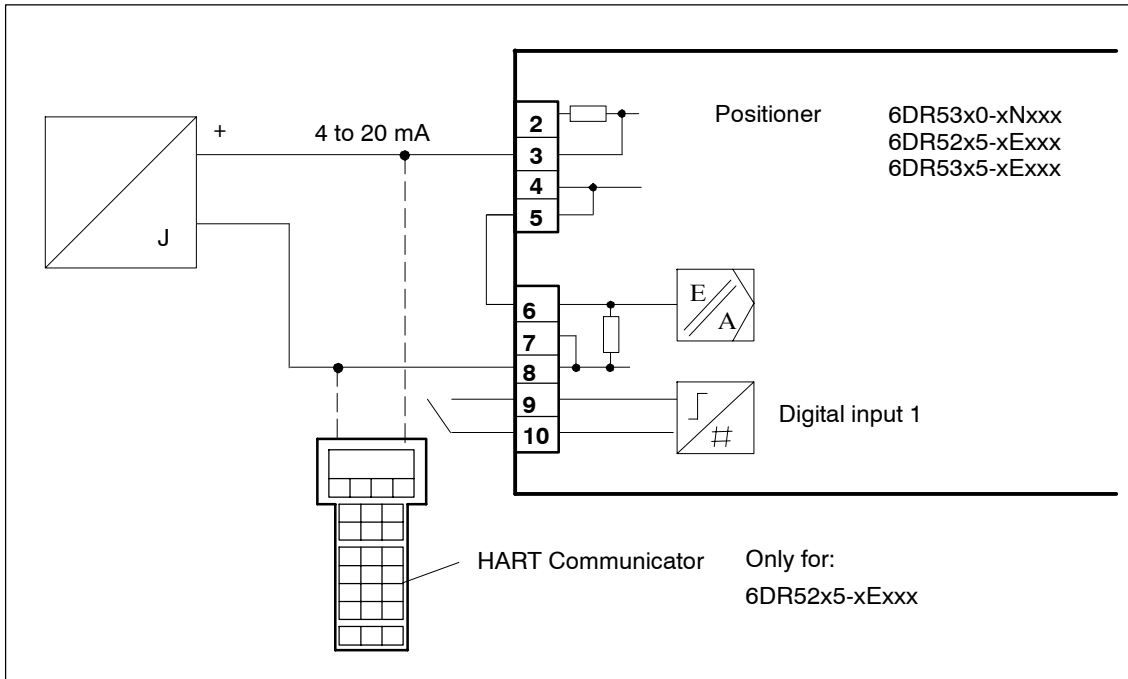 +
4 to 20 mA
J
2
3
4
5
6
7
8
9
10
Positioner
6DR53x0-xNxxx
6DR52x5-xExxx
6DR53x5-xExxx
E
A
Digital input 1
#
HART Communicator
Only for:
6DR52x5-xExxx